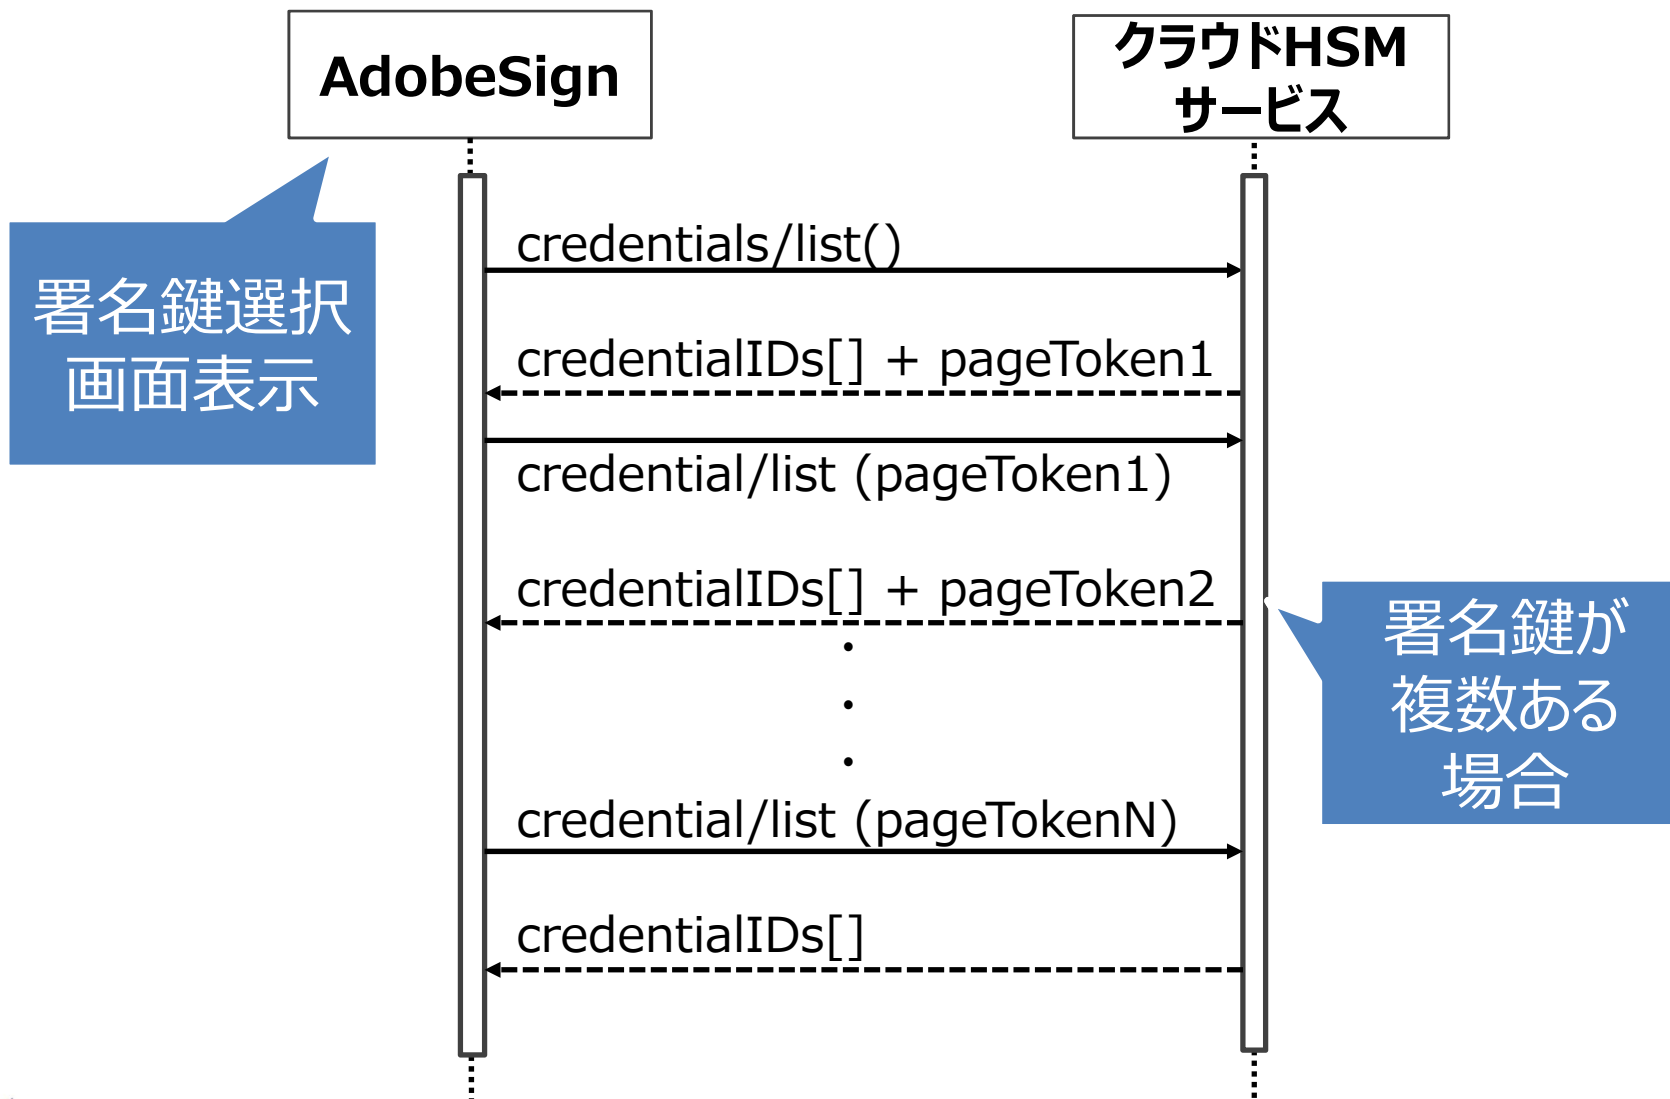 AdobeSign
クラウドHSM
サービス
署名鍵選択
画面表示
credentials/list()
credentialIDs[] + pageToken1
credential/list (pageToken1)
credentialIDs[] + pageToken2
署名鍵が
複数ある
場合
credential/list (pageTokenN)
credentialIDs[]